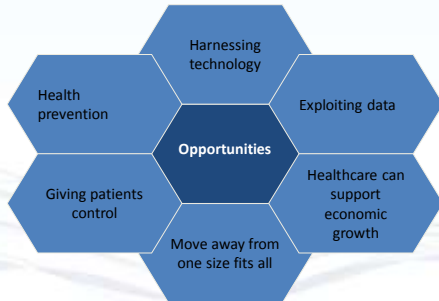 Harnessing
technology
Health
prevention
Exploiting data
Opportunities
Giving patients
control
Healthcare can
support
economic
growth
Move away from
one size fits all